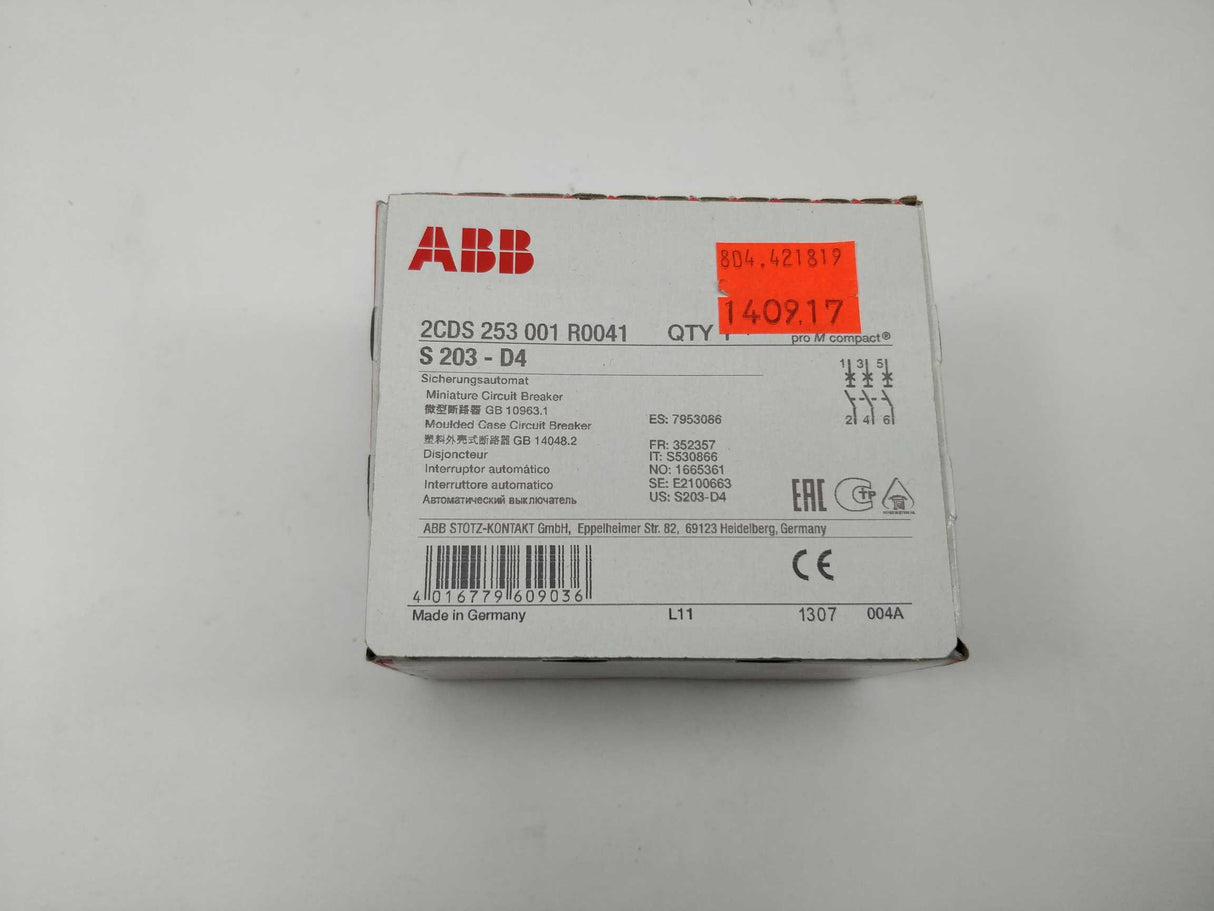 ABB
804.421819
1409.17
2CDS 253 001 R0041 QTY 1
pro M compact®
S 203 - D4
1 3 5
2 4 6
Sicherungsautomat
Miniature Circuit Breaker
微型断路器 GB 10963.1
Moulded Case Circuit Breaker
塑料外壳式断路器 GB 14048.2
Disjoncteur
Interruptor automático
Interruttore automatico
Автоматический выключатель
ES: 7953086
FR: 352357
IT: S530866
NO: 1665361
SE: E2100663
US: S203-D4
EAC
ABB STOTZ-KONTAKT GmbH, Eppelheimer Str. 82, 69123 Heidelberg, Germany
CE
4 016779 609036
Made in Germany L11 1307 004A